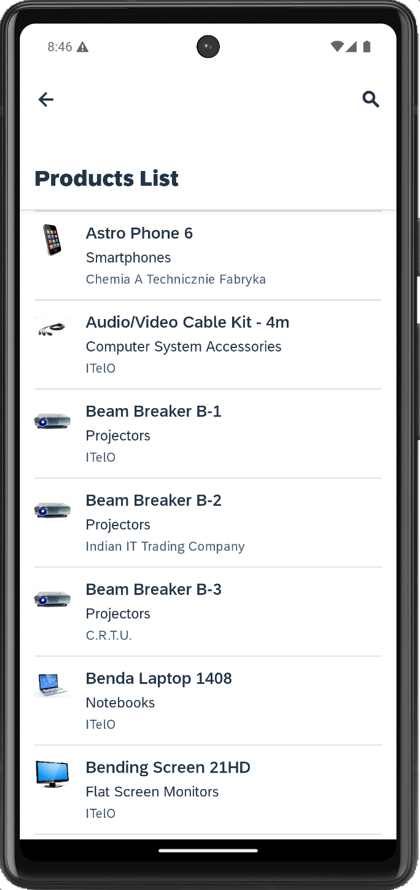 8:46
Products List
Astro Phone 6
Smartphones
Chemia A Technicznie Fabryka
Audio/Video Cable Kit - 4m
Computer System Accessories
ITelO
Beam Breaker B-1
Projectors
ITelO
Beam Breaker B-2
Projectors
Indian IT Trading Company
Beam Breaker B-3
Projectors
C.R.T.U.
Benda Laptop 1408
Notebooks
ITelO
Bending Screen 21HD
Flat Screen Monitors
ITelO